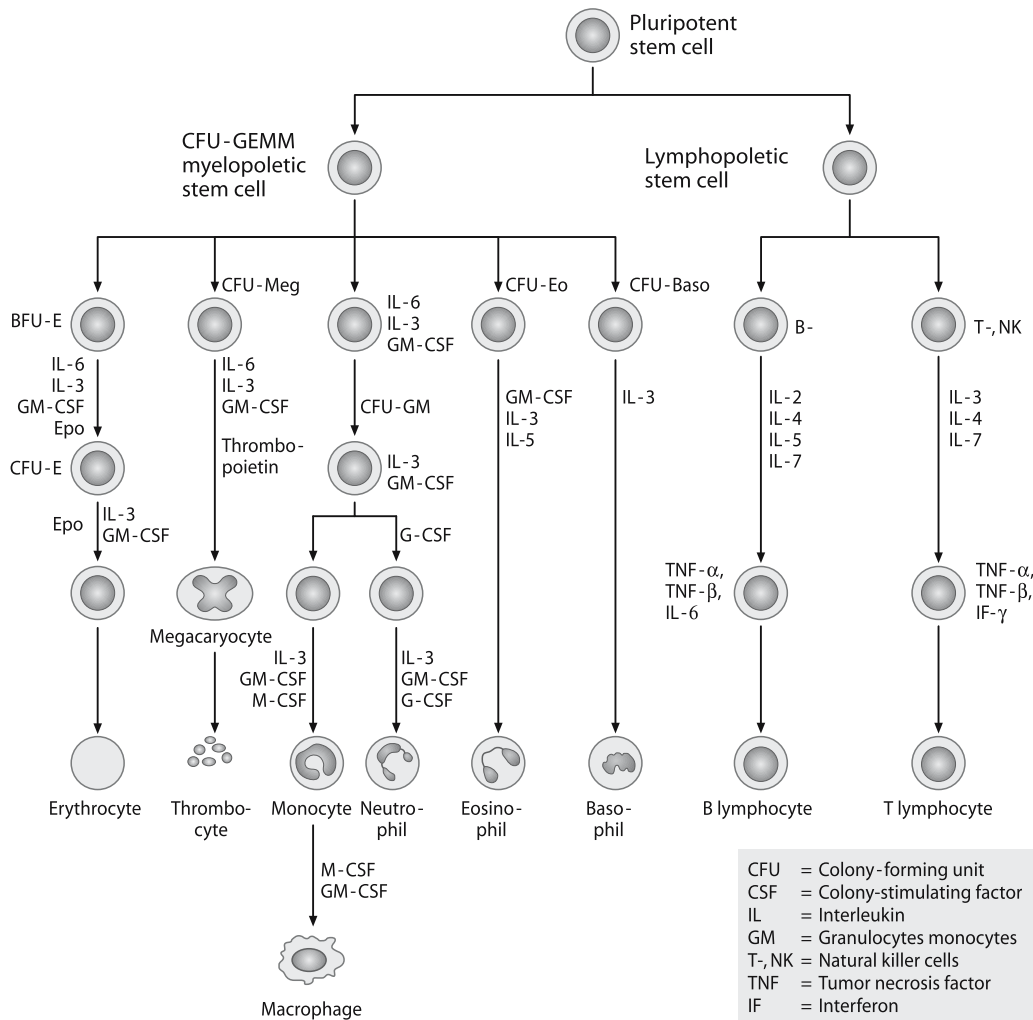 Pluripotent
stem cell
CFU-GEMM
myelopoletic
stem cell
Lymphopoletic
stem cell
BFU-E
CFU-Meg
IL-6
IL-3
GM-CSF
CFU-Eo
CFU-Baso
B-
T-, NK
IL-6
IL-3
GM-CSF
Epo
IL-6
IL-3
GM-CSF
Thrombo-
poietin
CFU-GM
GM-CSF
IL-3
IL-5
IL-3
IL-2
IL-4
IL-5
IL-7
IL-3
IL-4
IL-7
CFU-E
IL-3
GM-CSF
Epo
IL-3
GM-CSF
G-CSF
Megacaryocyte
TNF-α,
TNF-β,
IL-6
TNF-α,
TNF-β,
IF-γ
IL-3
GM-CSF
M-CSF
IL-3
GM-CSF
G-CSF
Erythrocyte
Thrombo-
cyte
Monocyte
Neutro-
phil
Eosino-
phil
Baso-
phil
B lymphocyte
T lymphocyte
M-CSF
GM-CSF
Macrophage
CFU = Colony-forming unit
CSF = Colony-stimulating factor
IL = Interleukin
GM = Granulocytes monocytes
T-, NK = Natural killer cells
TNF = Tumor necrosis factor
IF = Interferon